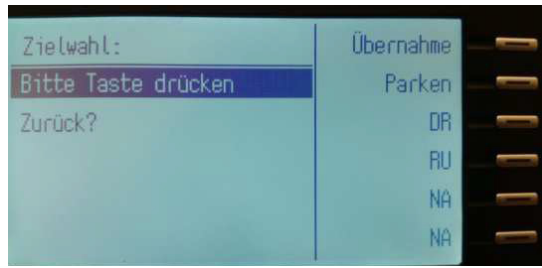 Zielwahl:
Bitte Taste drücken
Zurück?
Übernahme
Parken
DR
RU
NA
NA